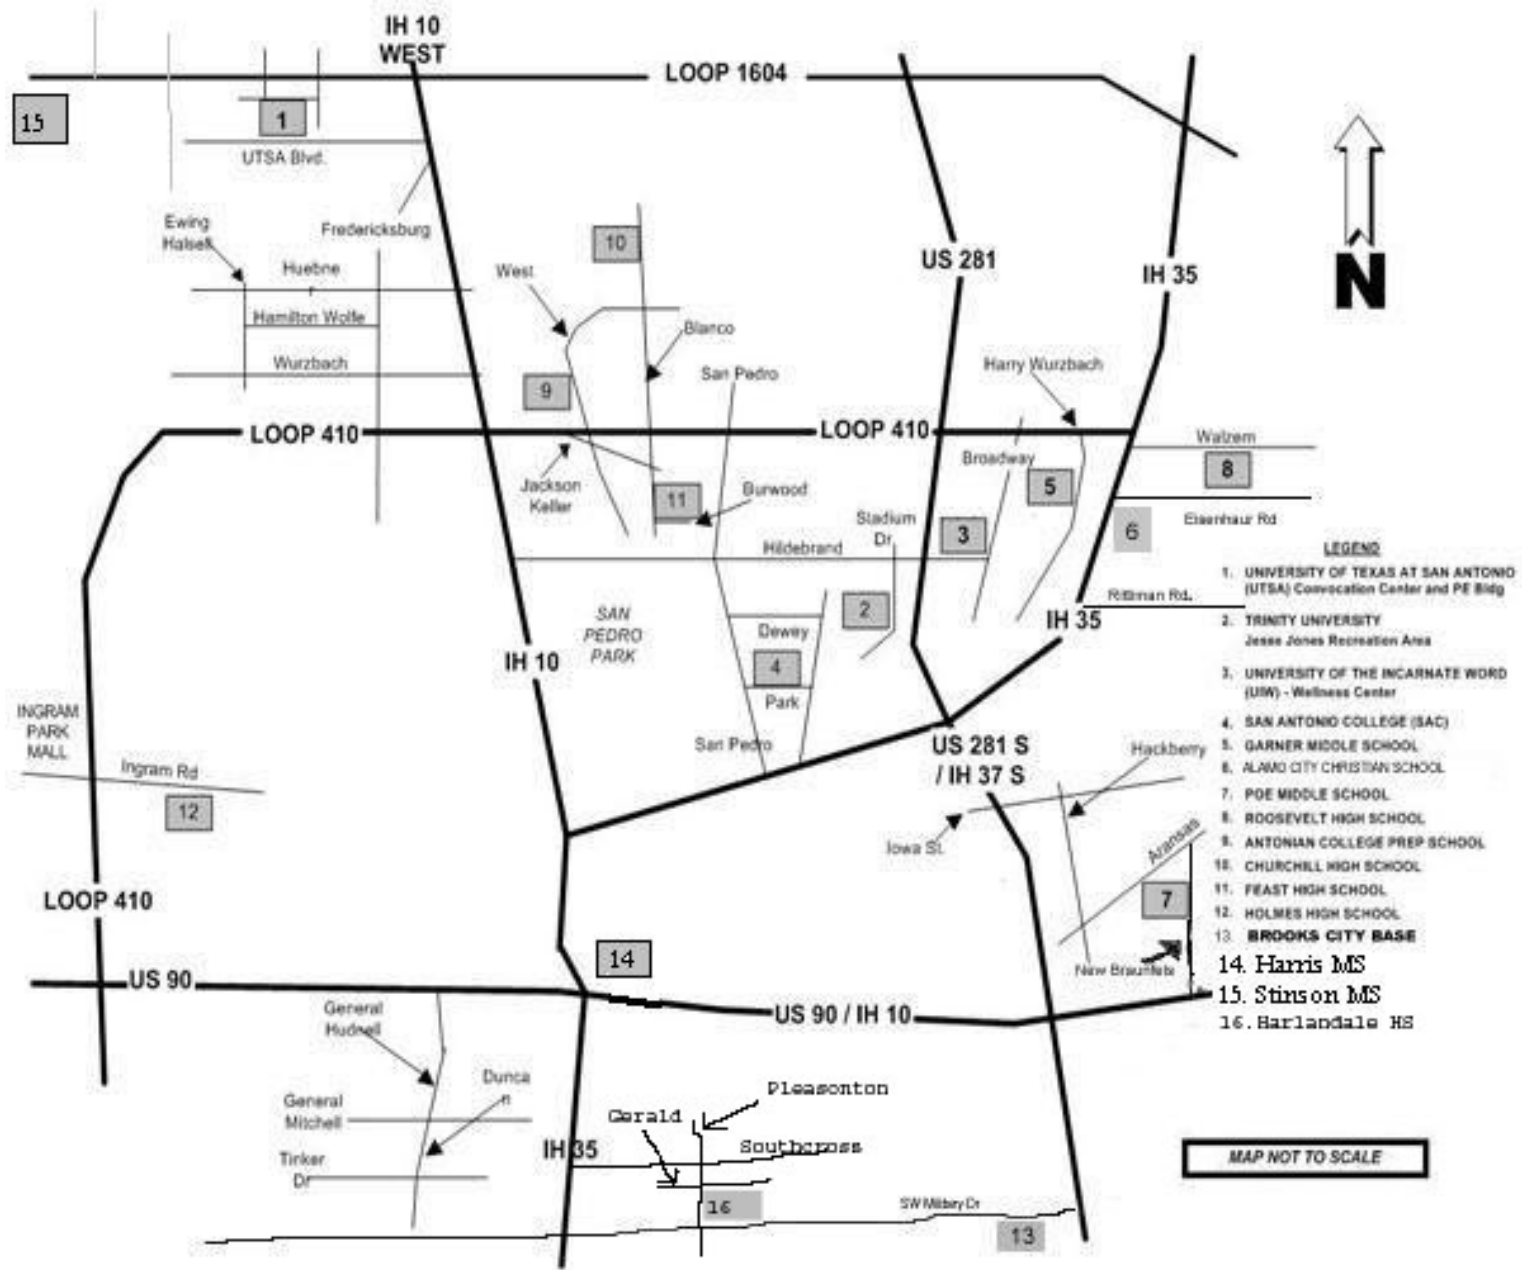 IH 10
WEST
LOOP 1604
15
1
UTSA Blvd.
Ewing
Halsell
Fredericksburg
10
US 281
IH 35
N
Huebne
r
West
Hamilton Wolfe
Blanco
Wurzbach
San Pedro
Harry Wurzbach
9
LOOP 410
LOOP 410
Walzem
Broadway
8
Jackson
Keller
11
Burwood
5
Stadium
Dr
3
6
Eisenhaur Rd
Hildebrand
LEGEND
1. UNIVERSITY OF TEXAS AT SAN ANTONIO
(UTSA) Convocation Center and PE Bldg
2. TRINITY UNIVERSITY
Jesse Jones Recreation Area
3. UNIVERSITY OF THE INCARNATE WORD
(UIW) - Wellness Center
4. SAN ANTONIO COLLEGE (SAC)
5. GARNER MIDDLE SCHOOL
6. ALAMO CITY CHRISTIAN SCHOOL
7. POE MIDDLE SCHOOL
8. ROOSEVELT HIGH SCHOOL
9. ANTONIAN COLLEGE PREP SCHOOL
10. CHURCHILL HIGH SCHOOL
11. FEAST HIGH SCHOOL
12. HOLMES HIGH SCHOOL
13. BROOKS CITY BASE
14. Harris MS
15. Stinson MS
16. Harlandale HS
Rittiman Rd.
SAN
PEDRO
PARK
2
IH 35
Dewey
IH 10
4
Park
INGRAM
PARK
MALL
San Pedro
US 281 S
/ IH 37 S
Hackberry
Ingram Rd
12
Iowa St.
Aransas
LOOP 410
7
14
New Braunfels
US 90
US 90 / IH 10
General
Hudnell
Dunca
n
Pleasonton
General
Mitchell
Gerald
IH 35
Southcross
Tinker
Dr
MAP NOT TO SCALE
16
SW Military Dr
13